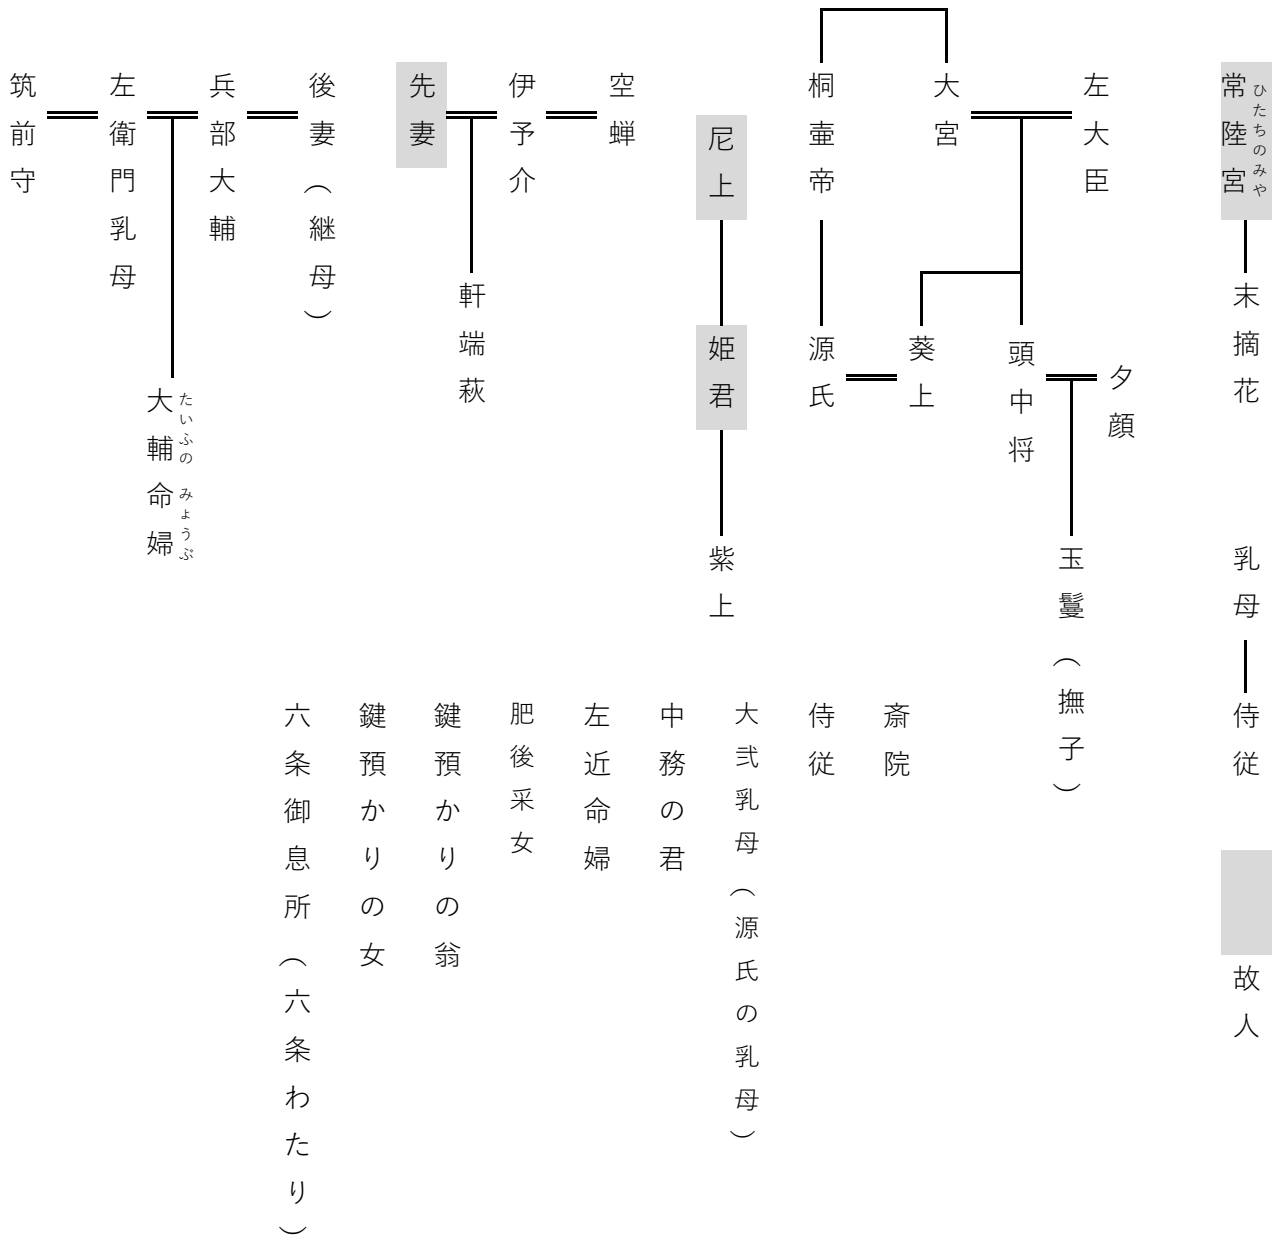 常陸宮
ひたちのみや
末摘花
乳母
侍従
故人
左大臣
夕顔
頭中将
玉鬘(撫子)
大宮
葵上
桐壷帝
源氏
尼上
姫君
紫上
空蝉
伊予介
先妻
軒端萩
後妻(継母)
兵部大輔
左衛門乳母
筑前守
大輔命婦
たいふの みょうぶ
斎院
侍従
大弐乳母(源氏の乳母)
中務の君
左近命婦
肥後采女
鍵預かりの翁
鍵預かりの女
六条御息所(六条わたり)